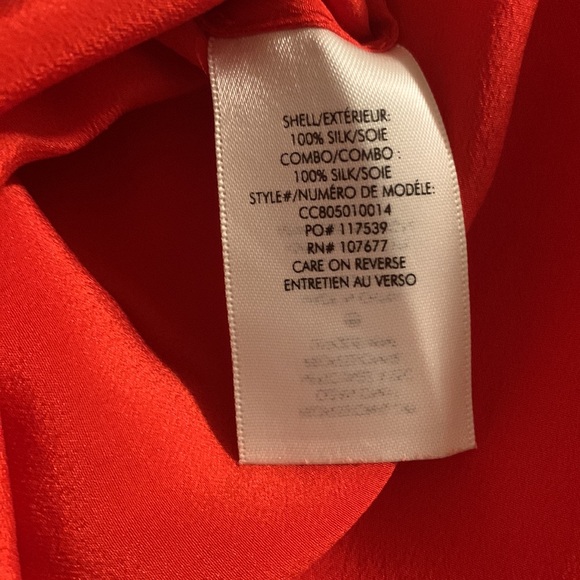 SHELL/EXTÉRIEUR:
100% SILK/SOIE
COMBO/COMBO :
100% SILK/SOIE
STYLE#/NUMÉRO DE MODÉLE:
CC805010014
PO# 117539
RN# 107677
CARE ON REVERSE
ENTRETIEN AU VERSO